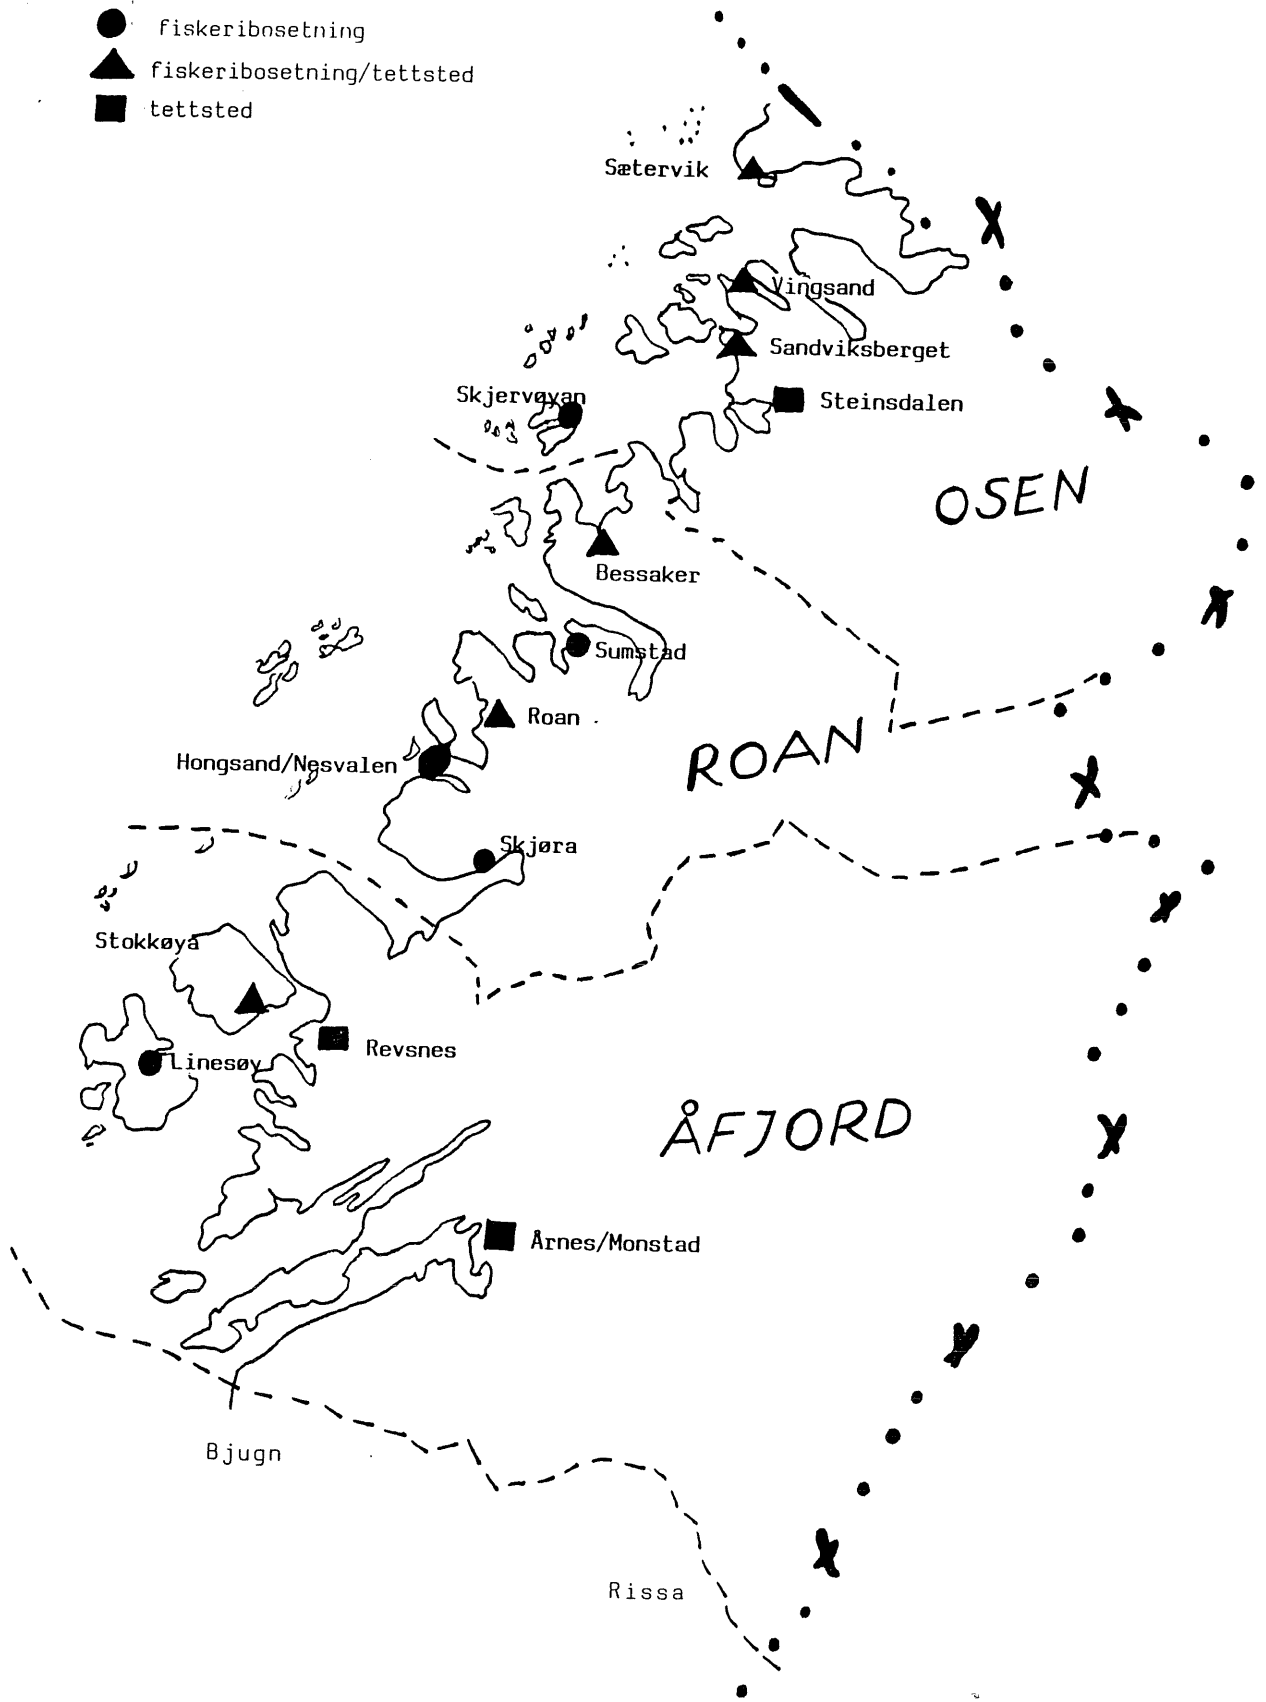 fiskeribosetning
fiskeribosetning/tettsted
tettsted
Sætervik
Vingsand
Sandviksberget
Skjervøyan
Steinsdalen
OSEN
Bessaker
Sumstad
Roan
ROAN
Hongsand/Nesvalen
Skjøra
Stokkøya
Revsnes
Linesøy
ÅFJORD
Årnes/Monstad
Bjugn
Rissa